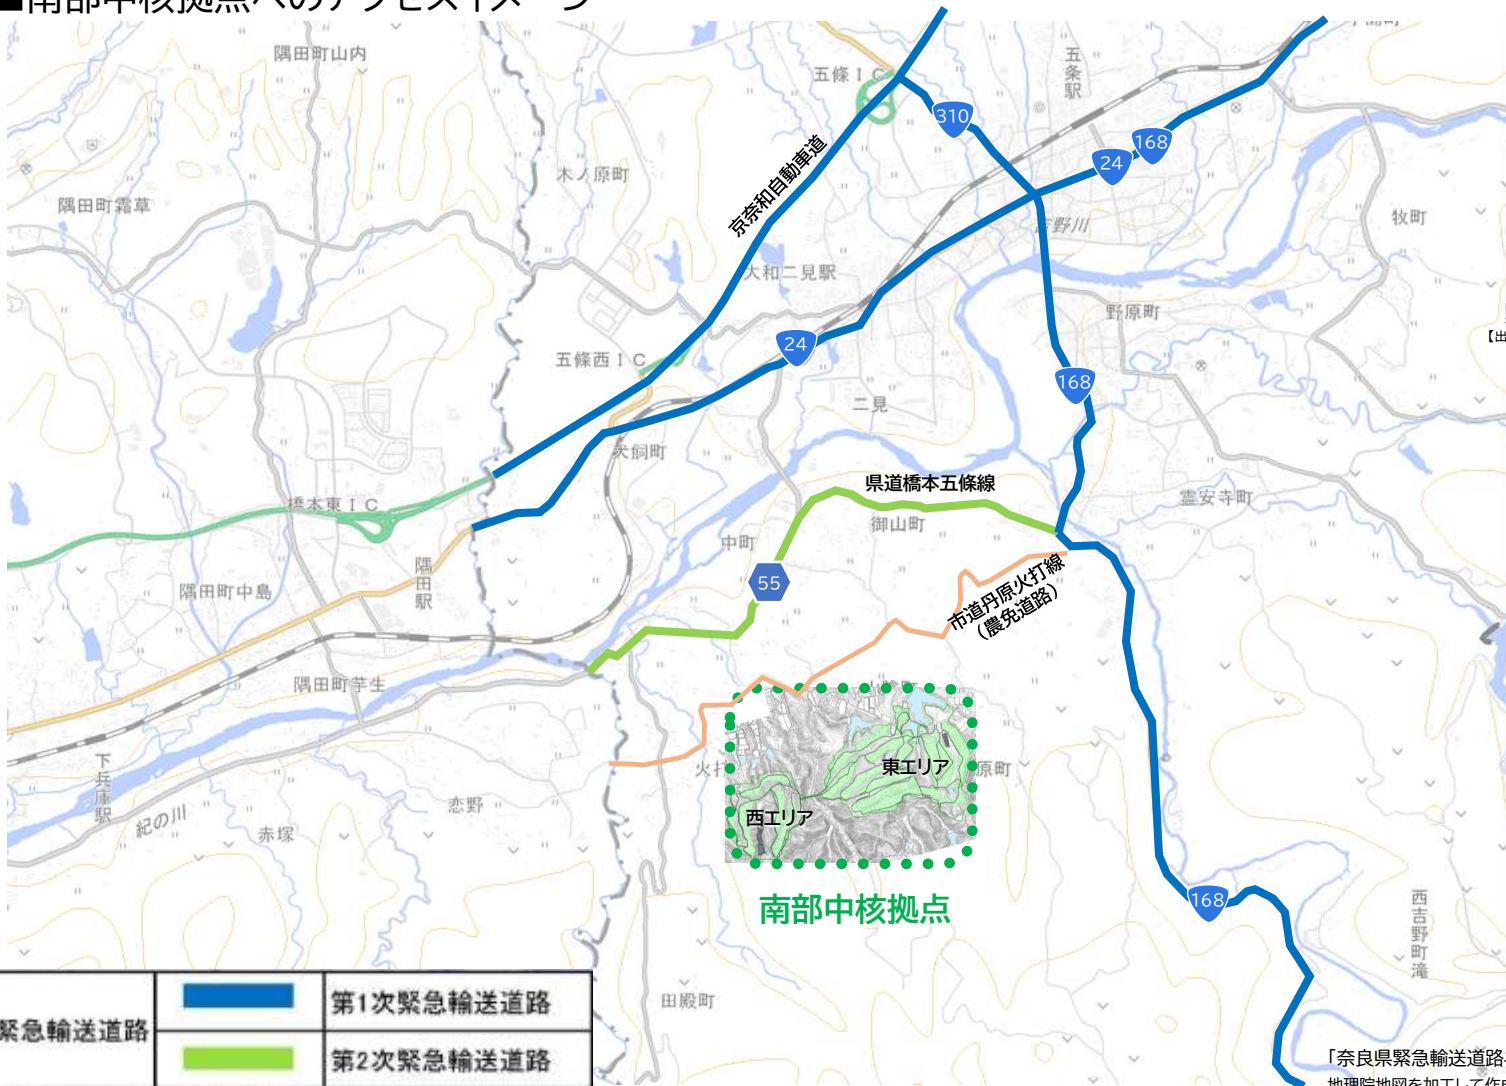 ■南部中核拠点へのアクセスイメージ
隅田町山内
五條ＩＣ
五条駅
310
168
24
木ノ原町
京奈和自動車道
隅田町霜草
牧町
吉野川
大和二見駅
野原町
24
五條西ＩＣ
168
二見
犬飼町
県道橋本五條線
橋本東ＩＣ
霊安寺町
御山町
中町
隅田駅
55
隅田町中島
市道丹原火打線
（農免道路）
隅田町芋生
下兵庫駅
火打
東エリア
原町
西エリア
恋野
紀の川
赤塚
南部中核拠点
168
西吉野町滝
田殿町
緊急輸送道路
第1次緊急輸送道路
第2次緊急輸送道路
「奈良県緊急輸送道路
地理院地図を加工して作成